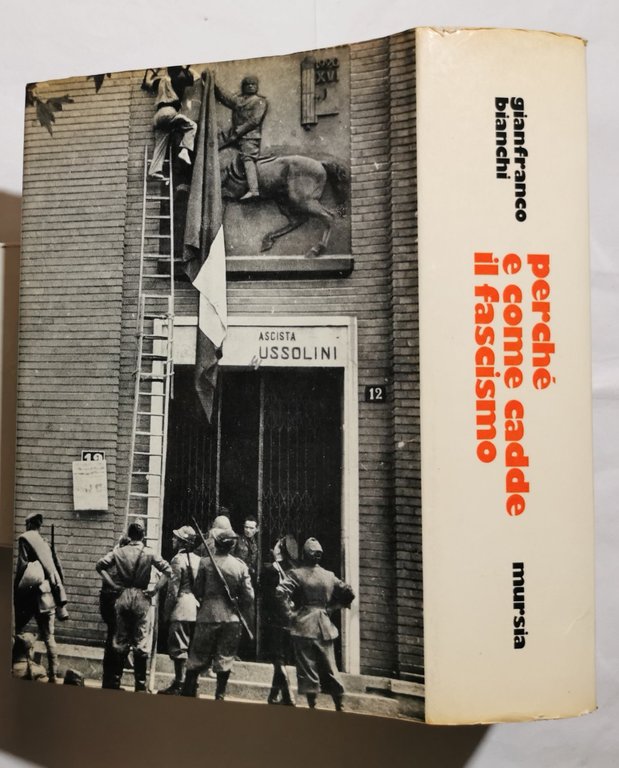 gianfranco
bianchi
perché
e come cadde
il fascismo
mursia
XVI
ASCISTA
USSOLINI
12